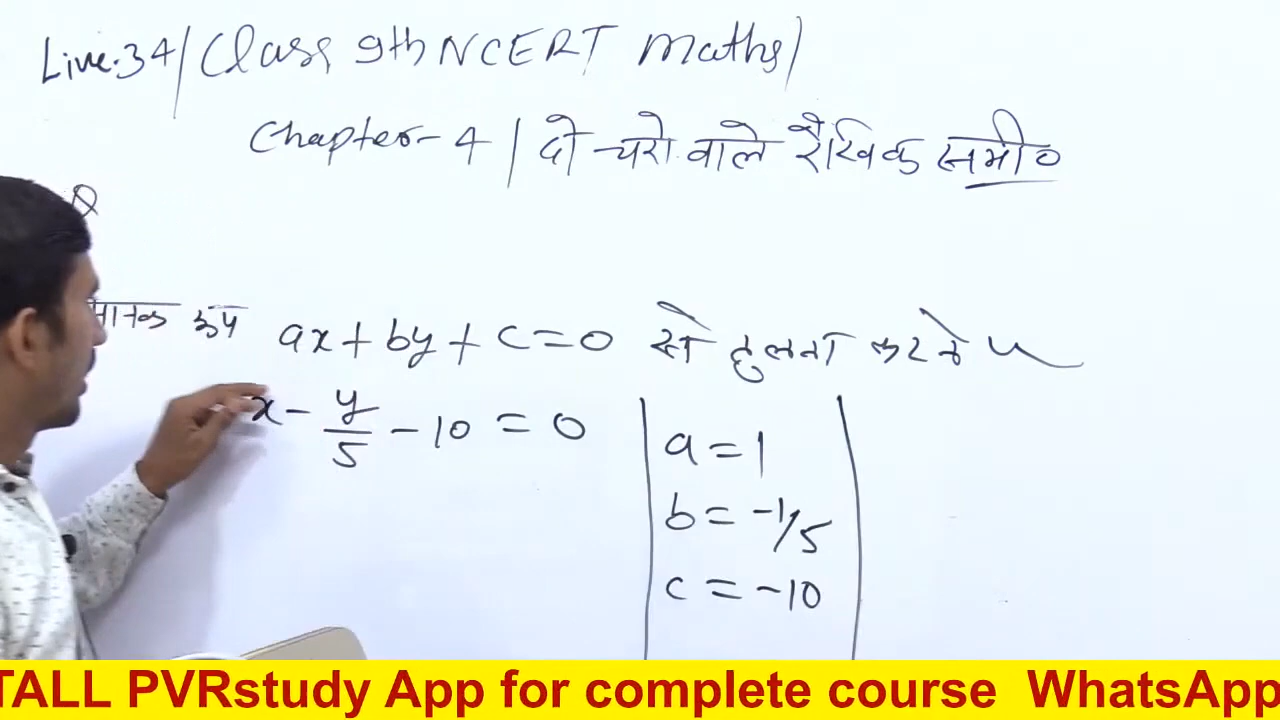 Live.34/Class 9th NCERT maths/
Chapter-4/दो चरो वाले रैखिक समी०
मानक रूप ax+by+c=0 से तुलना करने
x - y/5 - 10 = 0
a = 1
b = -1/5
c = -10
TALL PVRstudy App for complete course WhatsApp